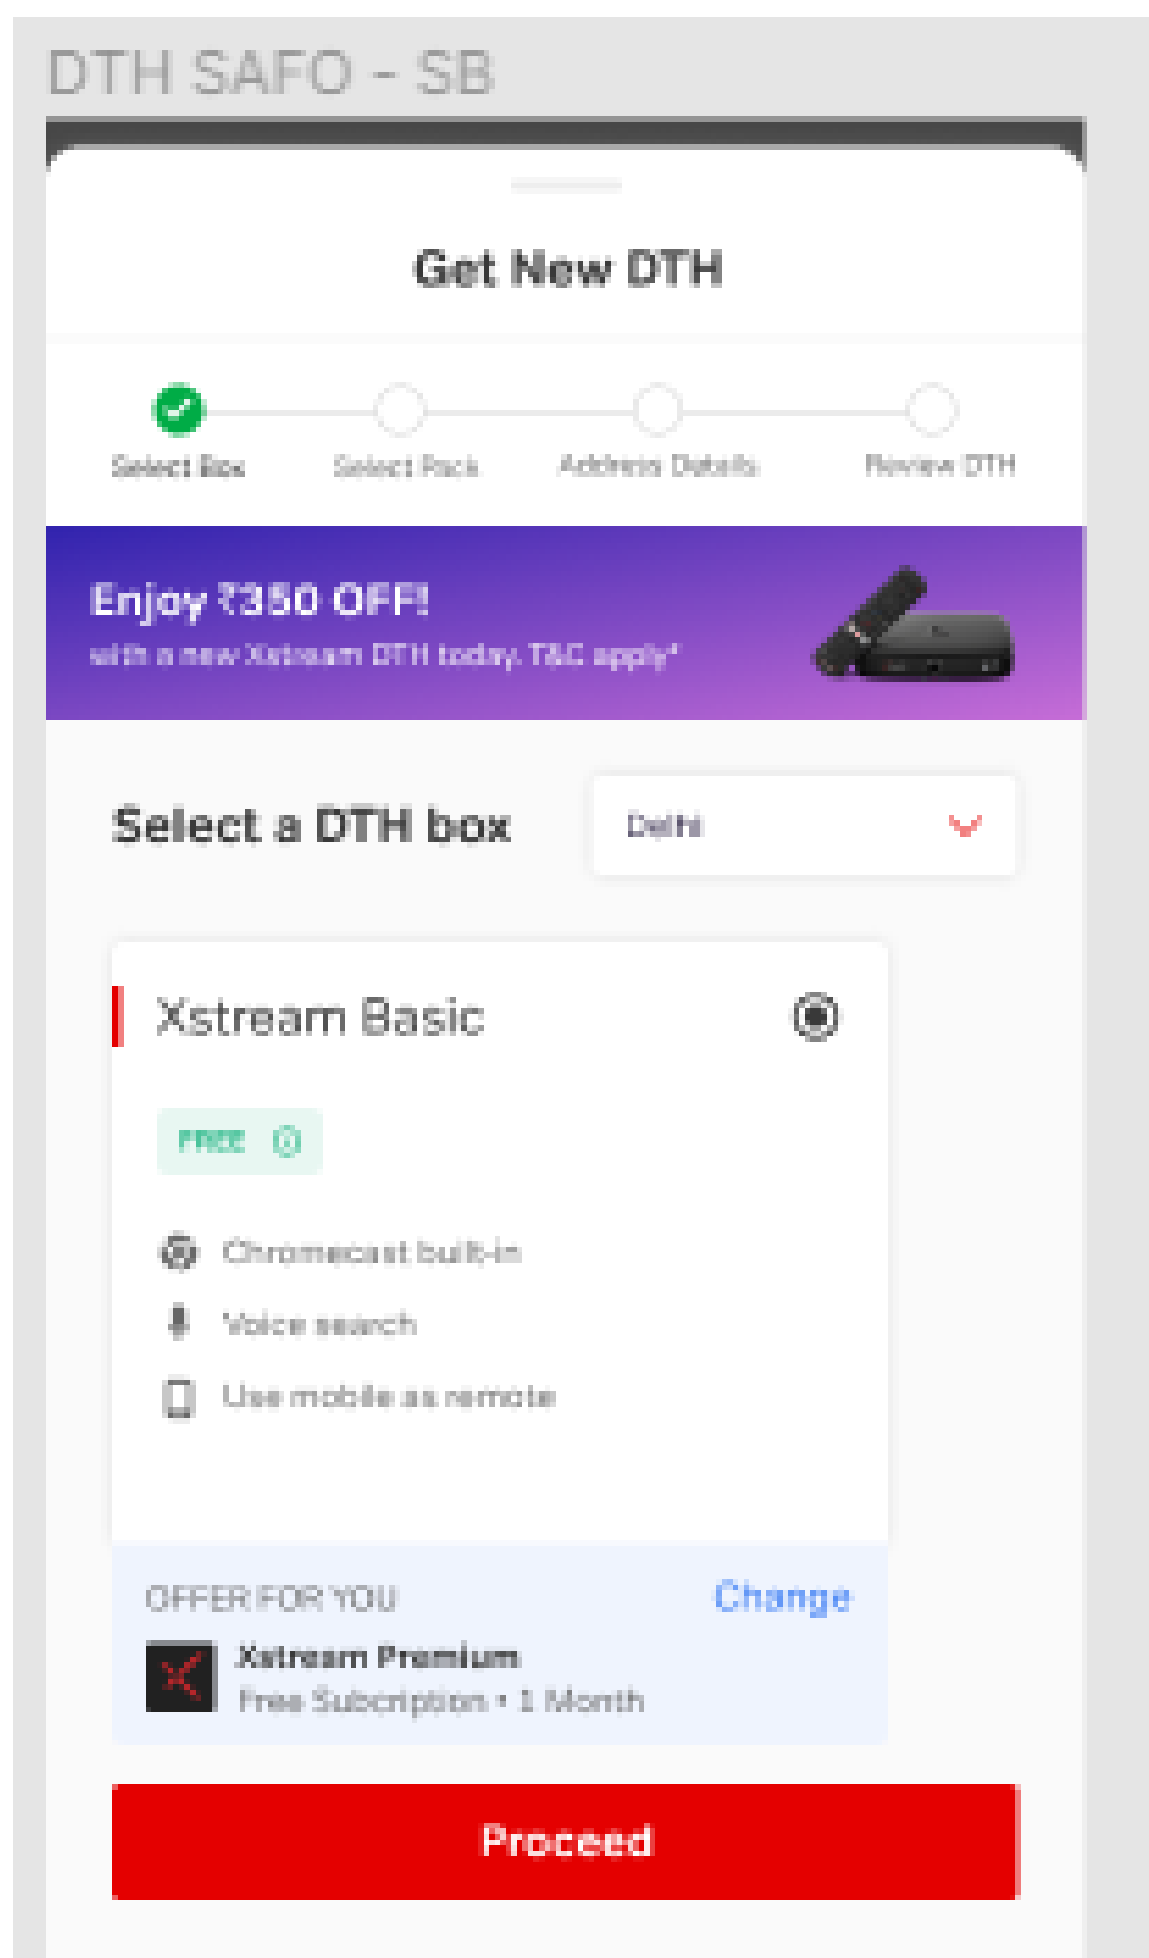 DTH SAFO - SB
Get New DTH
Select Box
Select Pack
Address Details
Review DTH
Enjoy ₹350 OFF!
with a new Xstream DTH today. T&C apply*
Select a DTH box
Delhi
Xstream Basic
FREE
Chromecast built-in
Voice search
Use mobile as remote
OFFER FOR YOU
Change
Xstream Premium
Free Subcription • 1 Month
Proceed